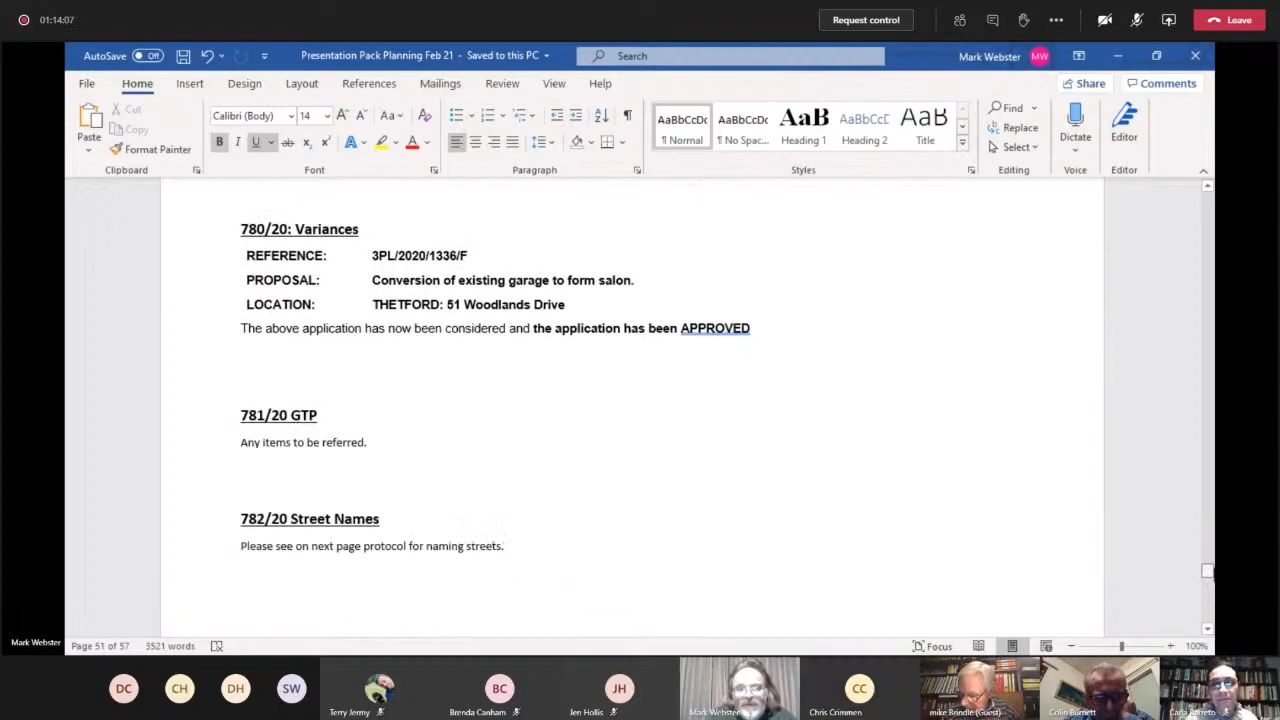 01:14:07
Request control
Leave
AutoSave Off
Presentation Pack Planning Feb 21 - Saved to this PC
Search
Mark Webster MW
File Home Insert Design Layout References Mailings Review View Help
Share Comments
Paste
Cut
Copy
Format Painter
Calibri (Body) 14
Aa
AaBbCcDc AaBbCcDc AaB AaBbCcC AaB
¶ Normal ¶ No Spac... Heading 1 Heading 2 Title
Find
Replace
Select
Dictate
Editor
Clipboard Font Paragraph Styles Editing Voice Editor
780/20: Variances
REFERENCE: 3PL/2020/1336/F
PROPOSAL: Conversion of existing garage to form salon.
LOCATION: THETFORD: 51 Woodlands Drive
The above application has now been considered and the application has been APPROVED
781/20 GTP
Any items to be referred.
782/20 Street Names
Please see on next page protocol for naming streets.
Mark Webster
Page 51 of 57 3521 words
Focus
100%
DC CH DH SW BC JH CC
Terry Jermy Brenda Canham Jen Hollis Mark Webster Chris Crimmen mike Brindle (Guest) Colin Burnett Carla Barreto